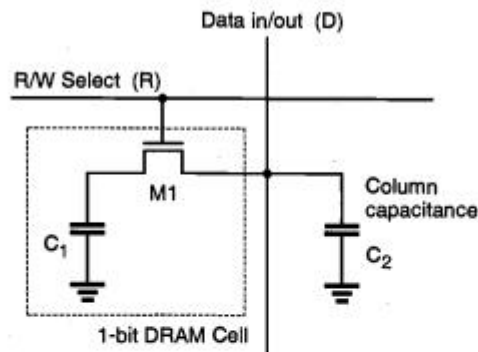 Data in/out (D)
R/W Select (R)
M1
Column
capacitance
C1
C2
1-bit DRAM Cell